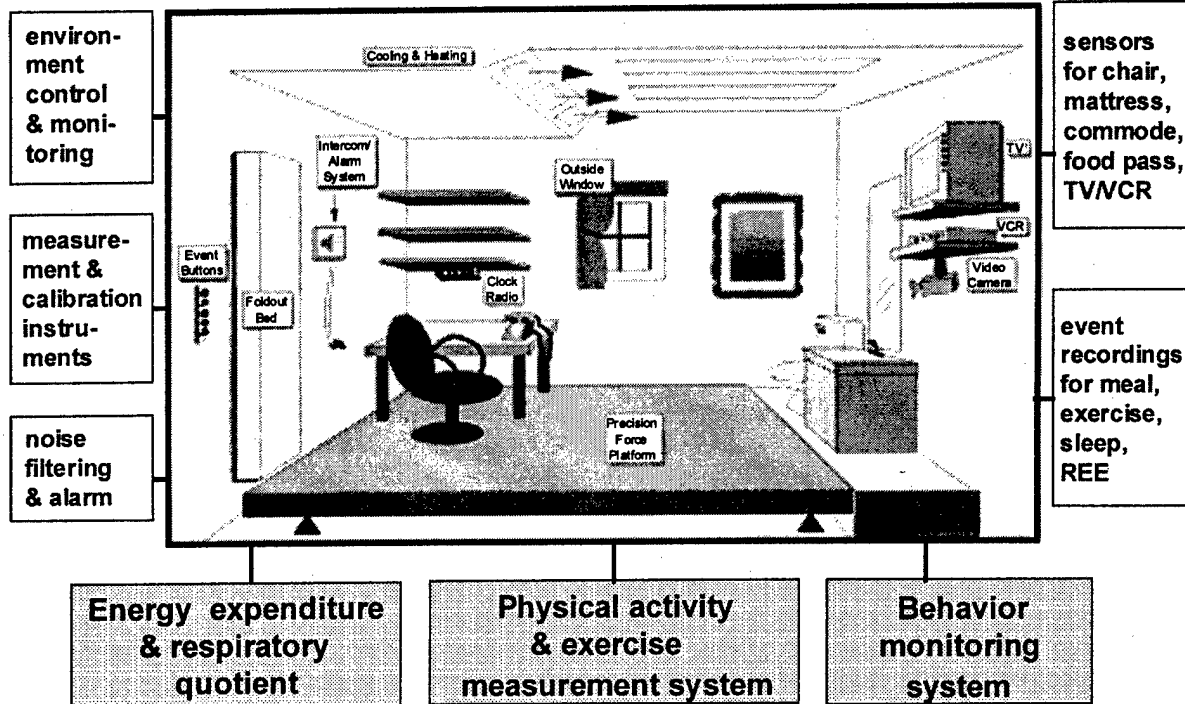 environ-
ment
control
& moni-
toring
measure-
ment &
calibration
instru-
ments
noise
filtering
& alarm
Cooling & Heating
Intercom/
Alarm
System
Outside
Window
TV
VCR
Video
Camera
Event
Buttons
Foldout
Bed
Clock
Radio
Precision
Force
Platform
sensors
for chair,
mattress,
commode,
food pass,
TV/VCR
event
recordings
for meal,
exercise,
sleep,
REE
Energy expenditure
& respiratory
quotient
Physical activity
& exercise
measurement system
Behavior
monitoring
system